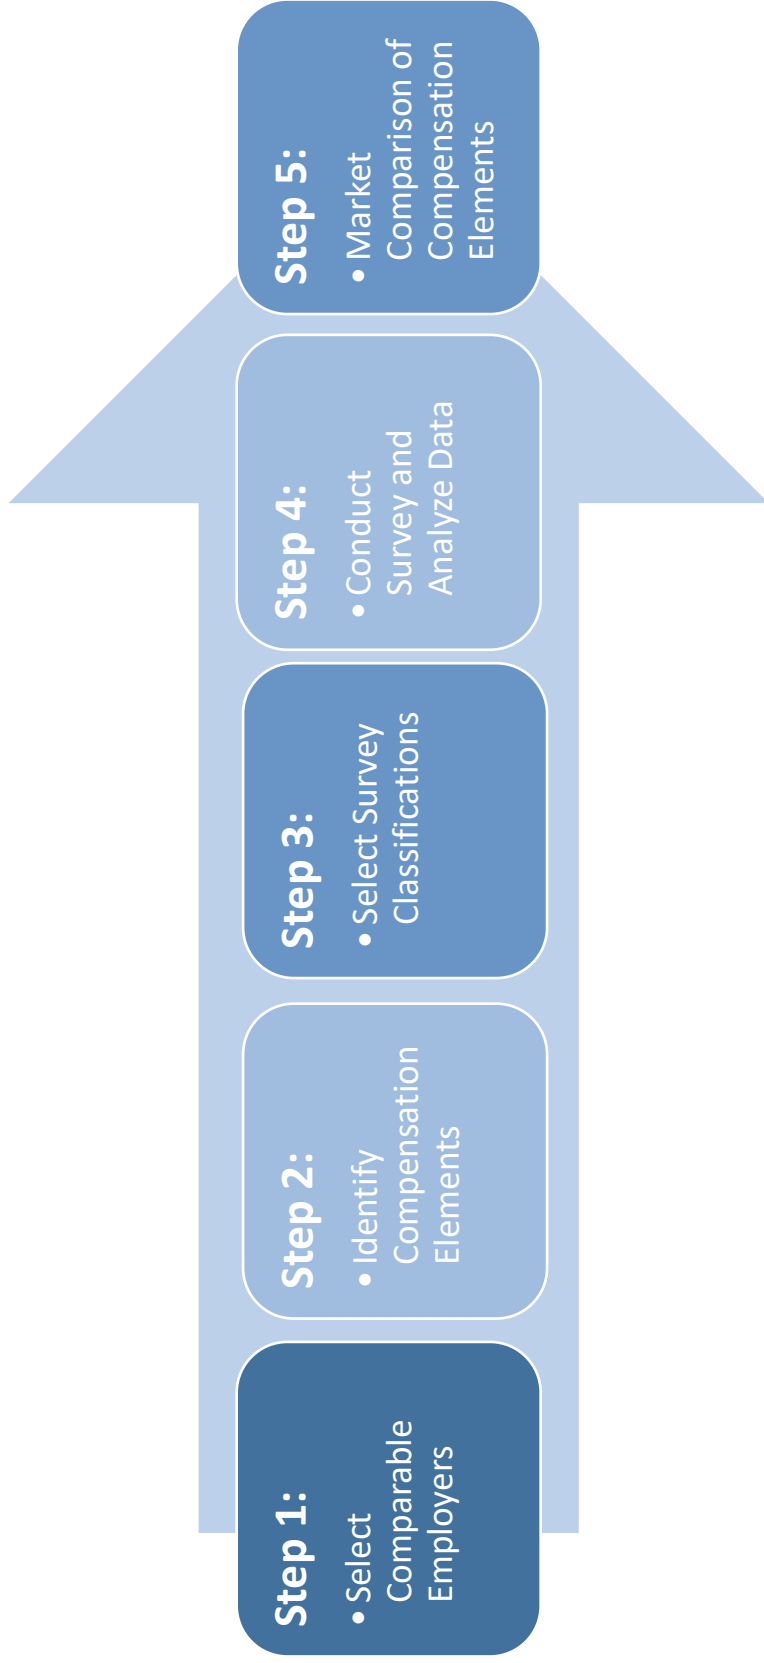 Step 1:
• Select
Comparable
Employers
Step 2:
• Identify
Compensation
Elements
Step 3:
• Select Survey
Classifications
Step 4:
• Conduct
Survey and
Analyze Data
Step 5:
• Market
Comparison of
Compensation
Elements